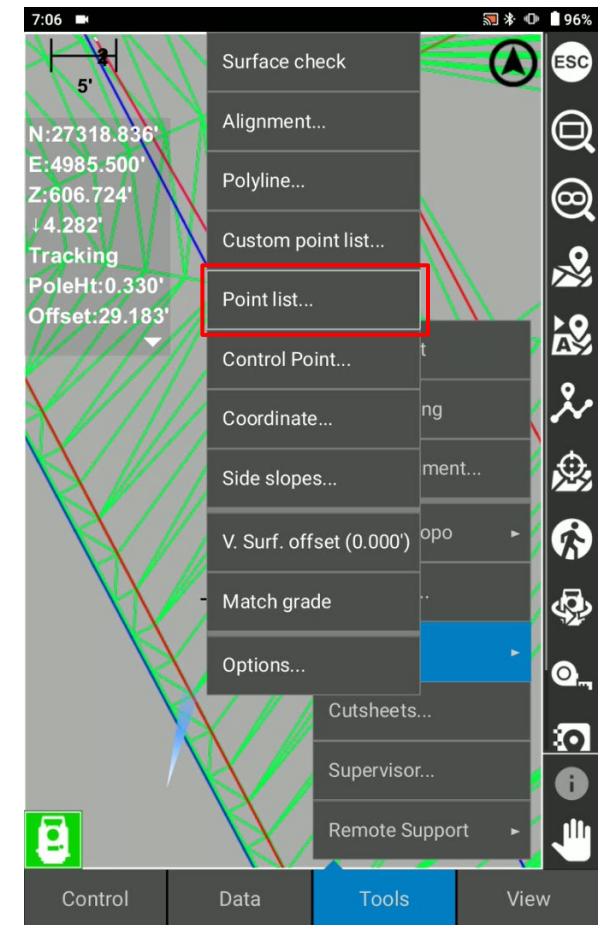 7:06
96%
2
5'
N:27318.836'
E:4985.500'
Z:606.724'
↓4.282'
Tracking
PoleHt:0.330'
Offset:29.183'
Surface check
Alignment...
Polyline...
Custom point list...
Point list...
Control Point...
Coordinate...
Side slopes...
V. Surf. offset (0.000')
Match grade
Options...
t
ng
ment...
opo
..
Cutsheets...
Supervisor...
Remote Support
ESC
A
Control
Data
Tools
View